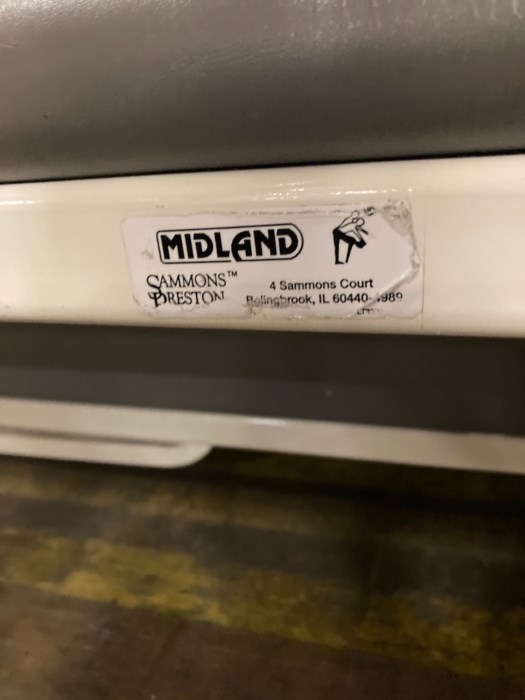 MIDLAND
SAMMONS™
PRESTON
4 Sammons Court
Bolingbrook, IL 60440-